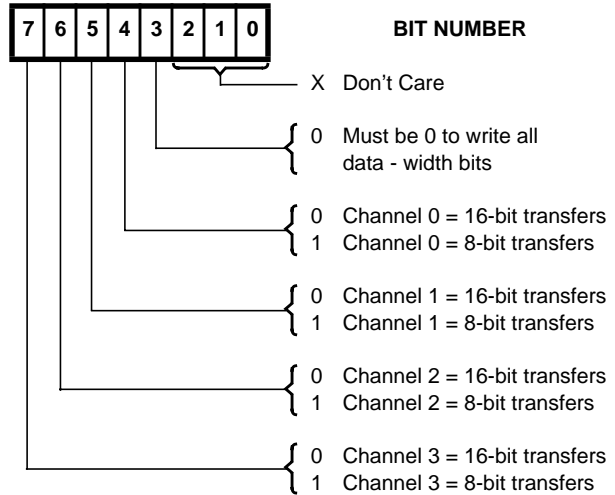 7 6 5 4 3 2 1 0 BIT NUMBER
X Don't Care
0 Must be 0 to write all
data - width bits
0 Channel 0 = 16-bit transfers
1 Channel 0 = 8-bit transfers
0 Channel 1 = 16-bit transfers
1 Channel 1 = 8-bit transfers
0 Channel 2 = 16-bit transfers
1 Channel 2 = 8-bit transfers
0 Channel 3 = 16-bit transfers
1 Channel 3 = 8-bit transfers